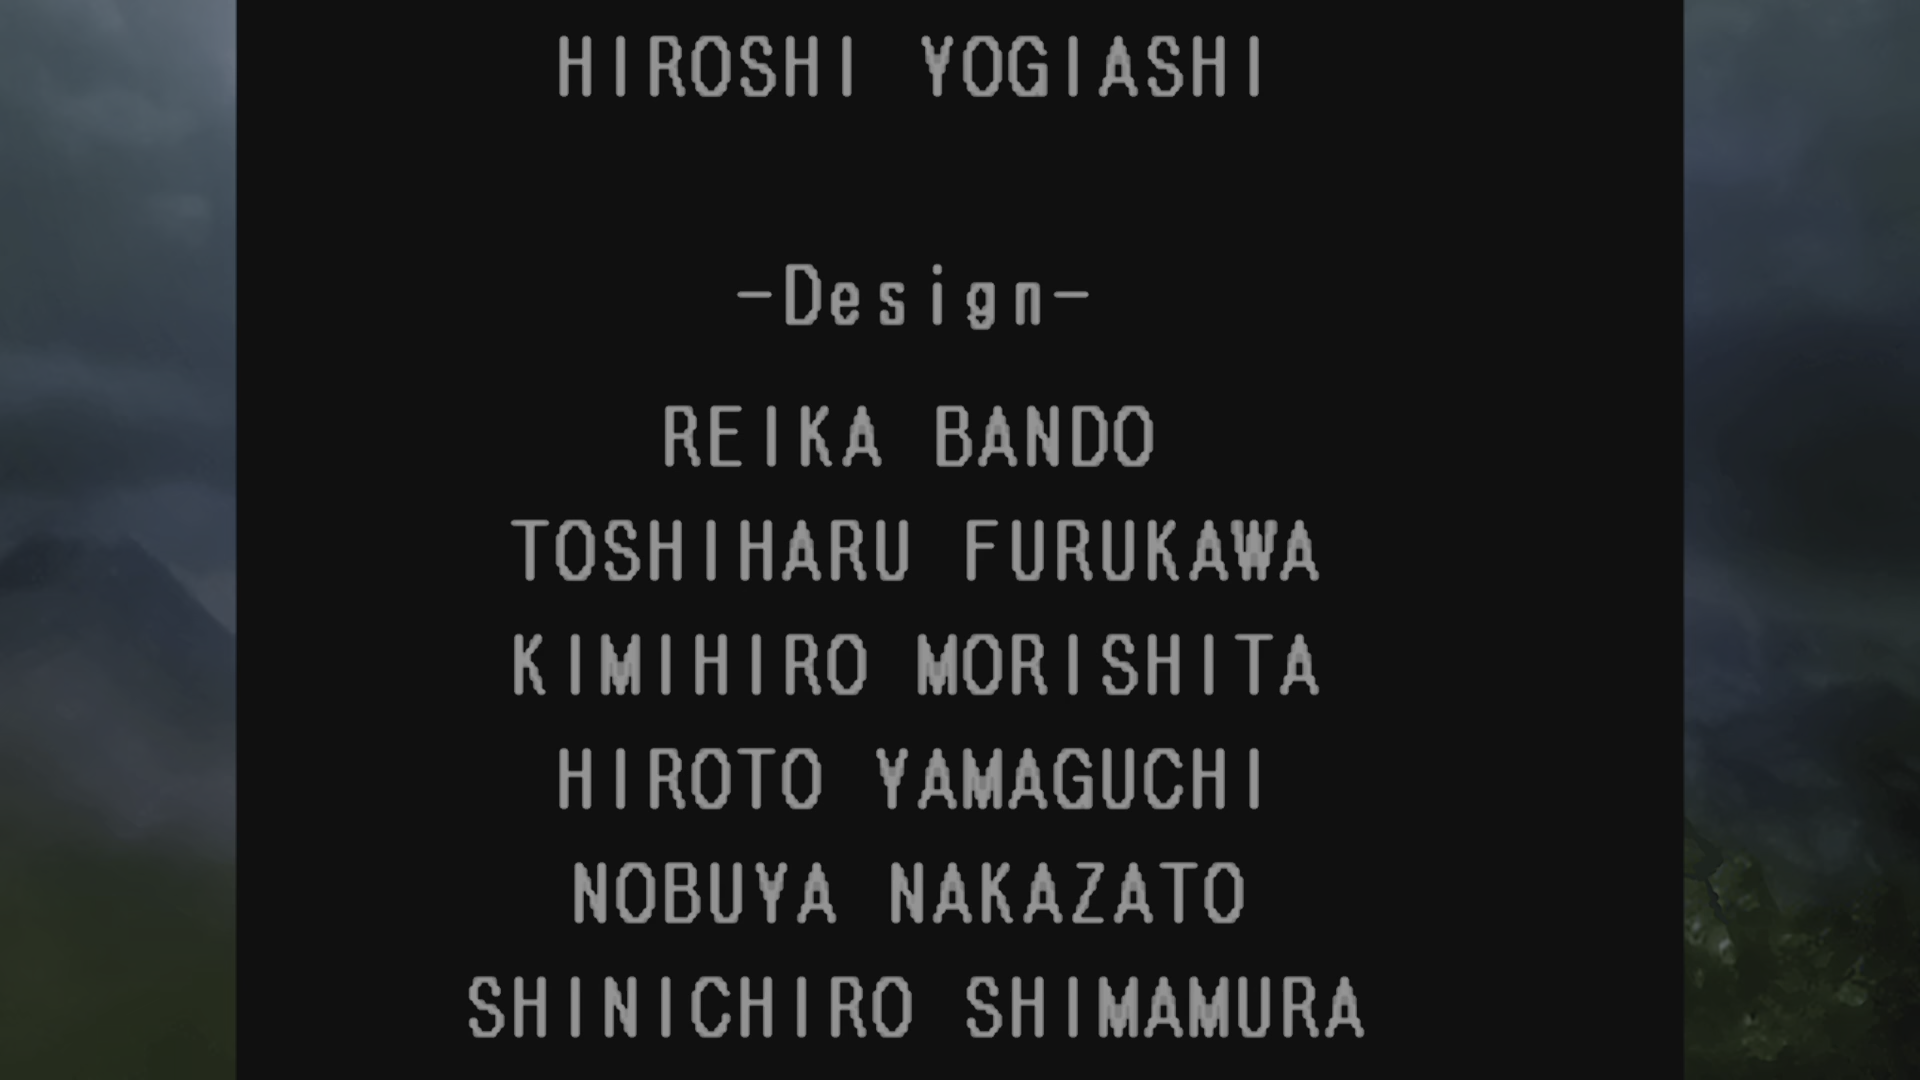 HIROSHI YOGIASHI
-Design-
REIKA BANDO
TOSHIHARU FURUKAWA
KIMIHIRO MORISHITA
HIROTO YAMAGUCHI
NOBUYA NAKAZATO
SHINICHIRO SHIMAMURA